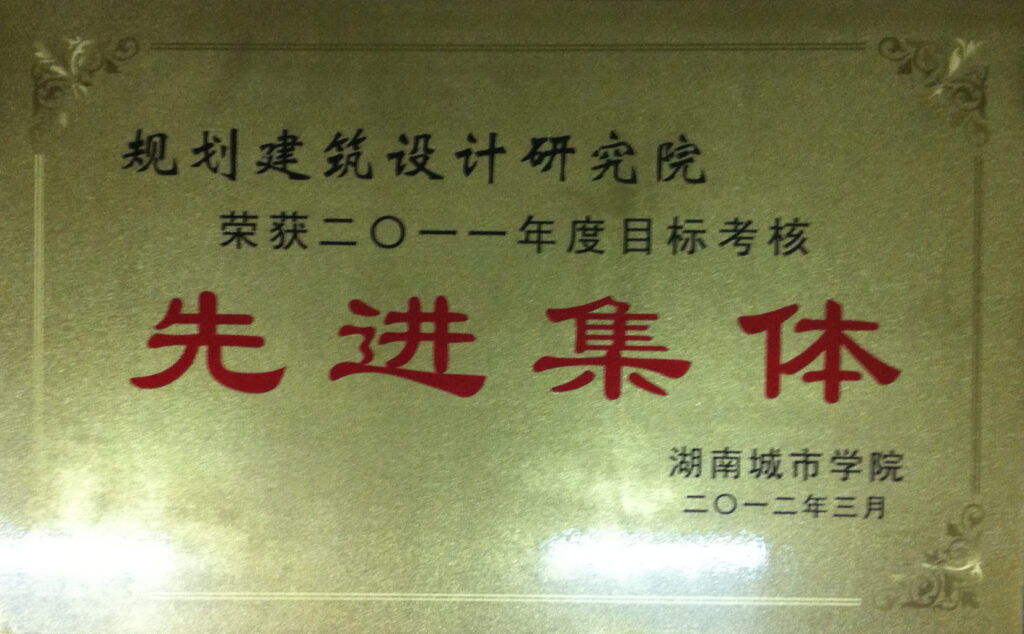 规划建筑设计研究院
荣获二〇一一年度目标考核
先进集体
湖南城市学院
二〇一二年三月